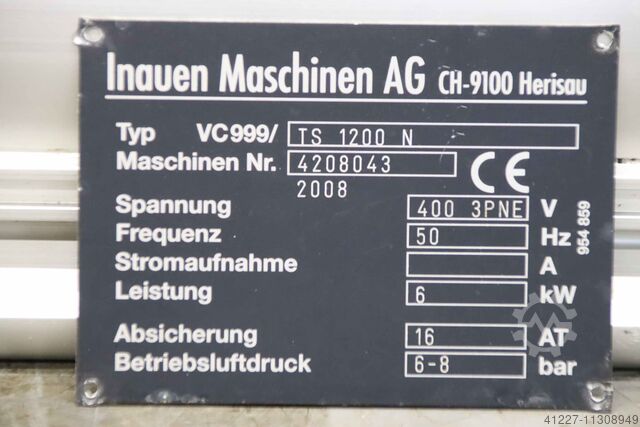 Inauen Maschinen AG CH-9100 Herisau
Typ VC999/ TS 1200 N
Maschinen Nr. 4208043
2008
CE
Spannung 400 3PNE V
Frequenz 50 Hz
Stromaufnahme A
Leistung 6 kW
954 859
Absicherung 16 AT
Betriebsluftdruck 6-8 bar
41227-11308949